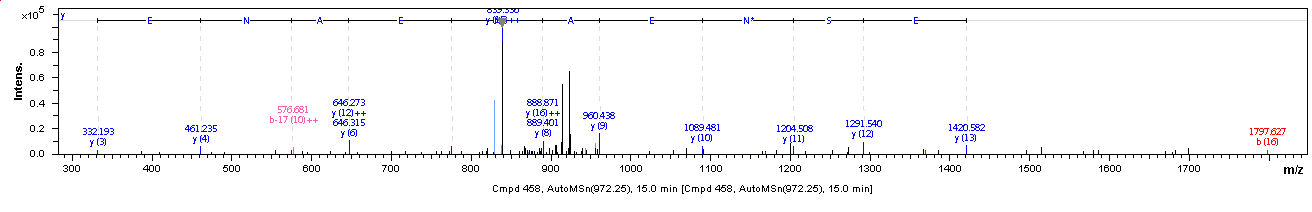 ×10⁵
y
E N A E A E N* S E
839.330
Intens.
0.8
0.6
0.4
0.2
0.0
332.193
y (3)
461.235
y (4)
576.681
b-17 (10)++
646.273
y (12)++
646.315
y (6)
888.871
y (16)++
889.401
y (8)
960.438
y (9)
1089.481
y (10)
1204.508
y (11)
1291.540
y (12)
1420.582
y (13)
1797.627
b (16)
300 400 500 600 700 800 900 1000 1100 1200 1300 1400 1500 1600 1700
m/z
Cmpd 458, AutoMSn(972.25), 15.0 min [Cmpd 458, AutoMSn(972.25), 15.0 min]